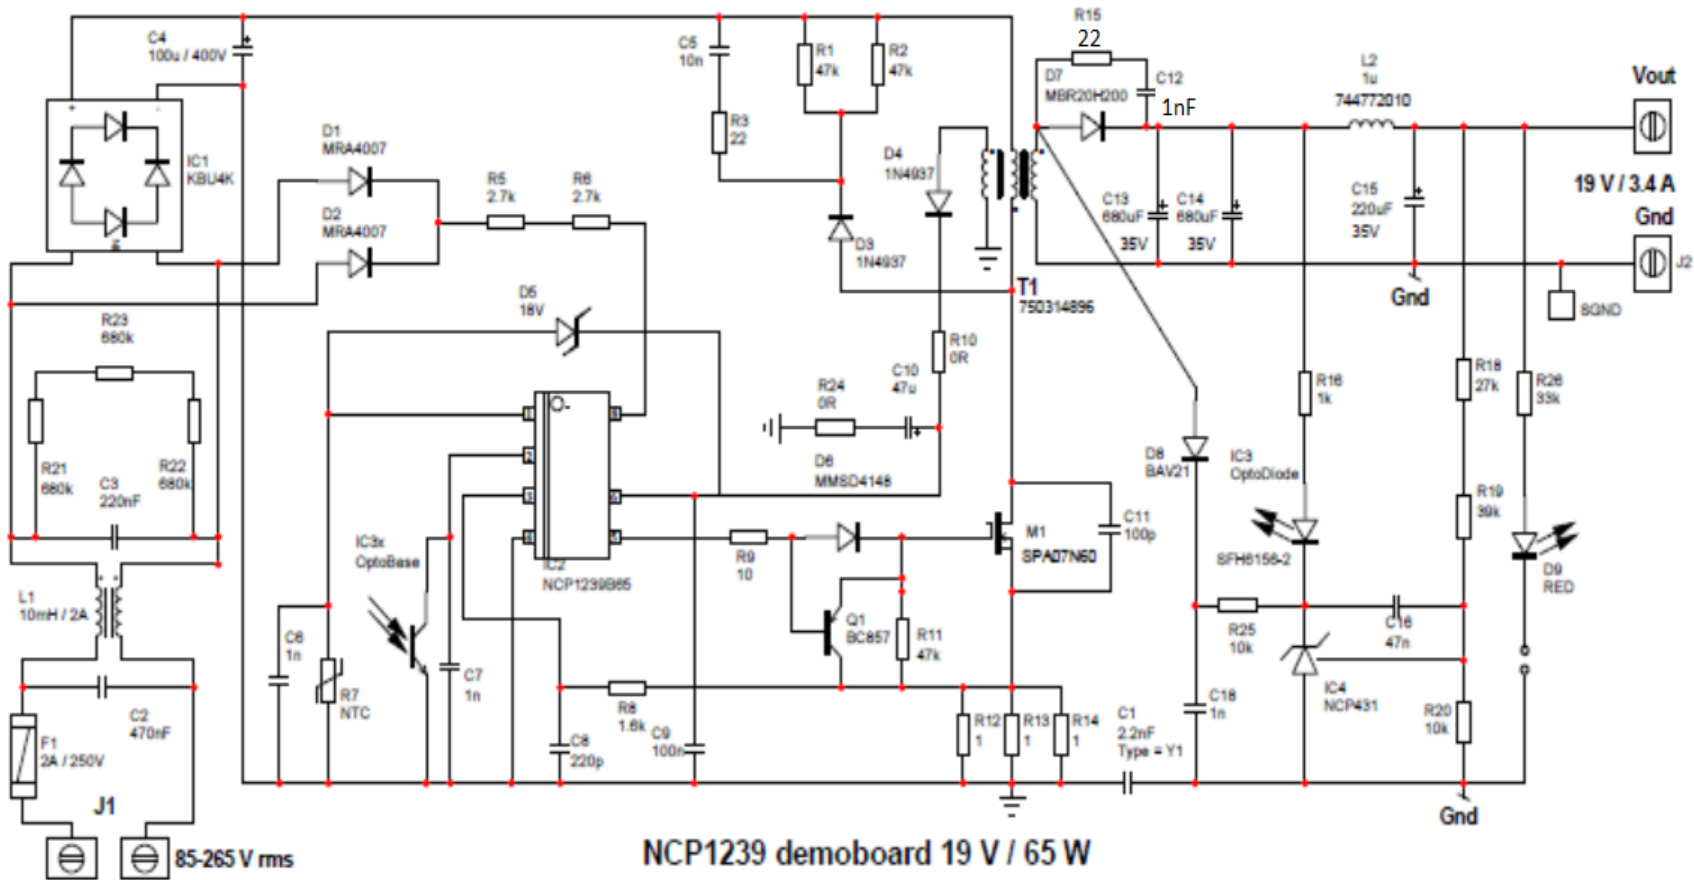 C4
100u / 400V
+
-
IC1
KBU4K
D1
MRA4007
D2
MRA4007
R5
2.7k
R6
2.7k
C5
10n
R1
47k
R2
47k
R3
22
D4
1N4937
D3
1N4937
R15
22
D7
MBR20H200
C12
1nF
L2
1u
744772010
Vout
C13
680uF
35V
C14
680uF
35V
C15
220uF
35V
19 V / 3.4 A
Gnd
J2
Gnd
SGND
T1
750314896
R23
680k
R21
680k
R22
680k
C3
220nF
D5
18V
R10
0R
C10
47u
R24
0R
D6
MMSD4148
1
2
3
4
8
6
5
IC2
NCP1239B65
IC3x
OptoBase
R9
10
M1
SPA07N60
C11
100p
R16
1k
R18
27k
R26
33k
D8
BAV21
IC3
OptoDiode
SFH6156-2
R19
39k
D9
RED
L1
10mH / 2A
C6
1n
R7
NTC
C7
1n
Q1
BC857
R11
47k
R8
1.6k
C8
220p
C9
100n
R12
1
R13
1
R14
1
C1
2.2nF
Type = Y1
C18
1n
R25
10k
C16
47n
IC4
NCP431
R20
10k
Gnd
C2
470nF
F1
2A / 250V
J1
85-265 V rms
NCP1239 demoboard 19 V / 65 W